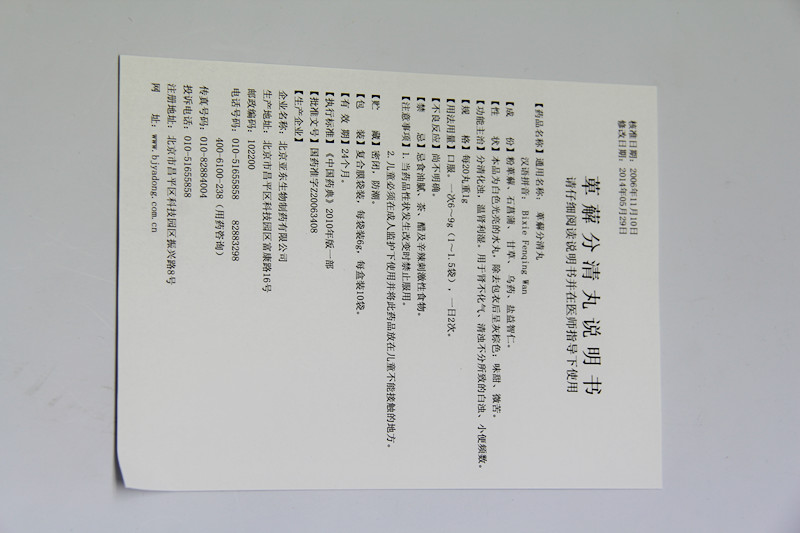 核准日期：2006年11月10日
修改日期：2014年05月29日
萆薢分清丸说明书
请仔细阅读说明书并在医师指导下使用
【药品名称】通用名称：萆薢分清丸
汉语拼音：Bixie Fenqing Wan
【成　　份】粉萆薢、石菖蒲、甘草、乌药、盐益智仁。
【性　　状】本品为白色光亮的水丸，除去包衣后呈灰棕色；味甜、微苦。
【功能主治】分清化浊，温肾利湿。用于肾不化气、清浊不分所致的白浊、小便频数。
【规　　格】每20丸重1g
【用法用量】口服。一次6～9g（1～1.5袋），一日2次。
【不良反应】尚不明确。
【禁　　忌】忌食油腻、茶、醋及辛辣刺激性食物。
【注意事项】1.当药品性状发生改变时禁止服用。
2.儿童必须在成人监护下使用并将此药品放在儿童不能接触的地方。
【贮　　藏】密闭，防潮。
【包　　装】复合膜袋装，每袋装6g，每盒装10袋。
【有 效 期】24个月。
【执行标准】《中国药典》2010年版一部
【批准文号】国药准字Z20063408
【生产企业】
企业名称：北京亚东生物制药有限公司
生产地址：北京市昌平区科技园区富康路16号
邮政编码：102200
电话号码：010-51655858　82883298
400-6100-238（用药咨询）
传真号码：010-82884004
投诉电话：010-51655858
注册地址：北京市昌平区科技园区振兴路8号
网　　址：www.bjyadong.com.cn